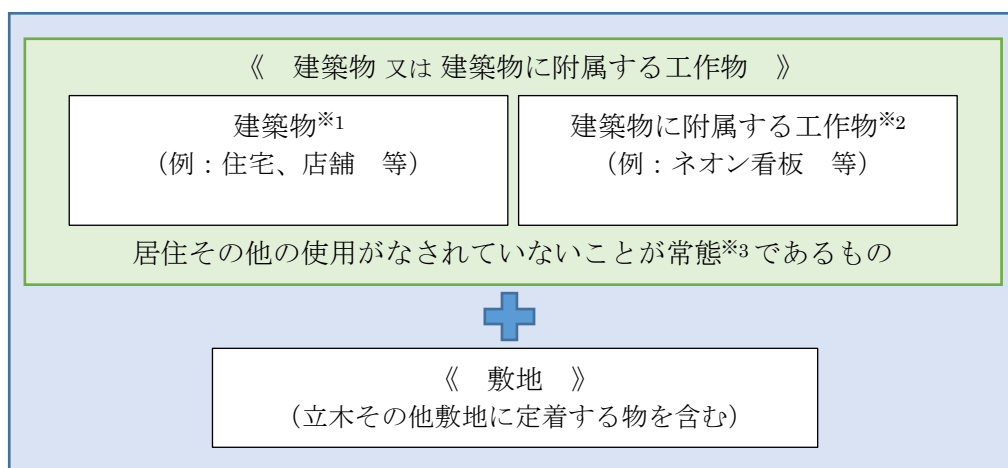 《　建築物 又は 建築物に附属する工作物　》
建築物※1
（例：住宅、店舗　等）
建築物に附属する工作物※2
（例：ネオン看板　等）
居住その他の使用がなされていないことが常態※3であるもの
《　敷地　》
（立木その他敷地に定着する物を含む）